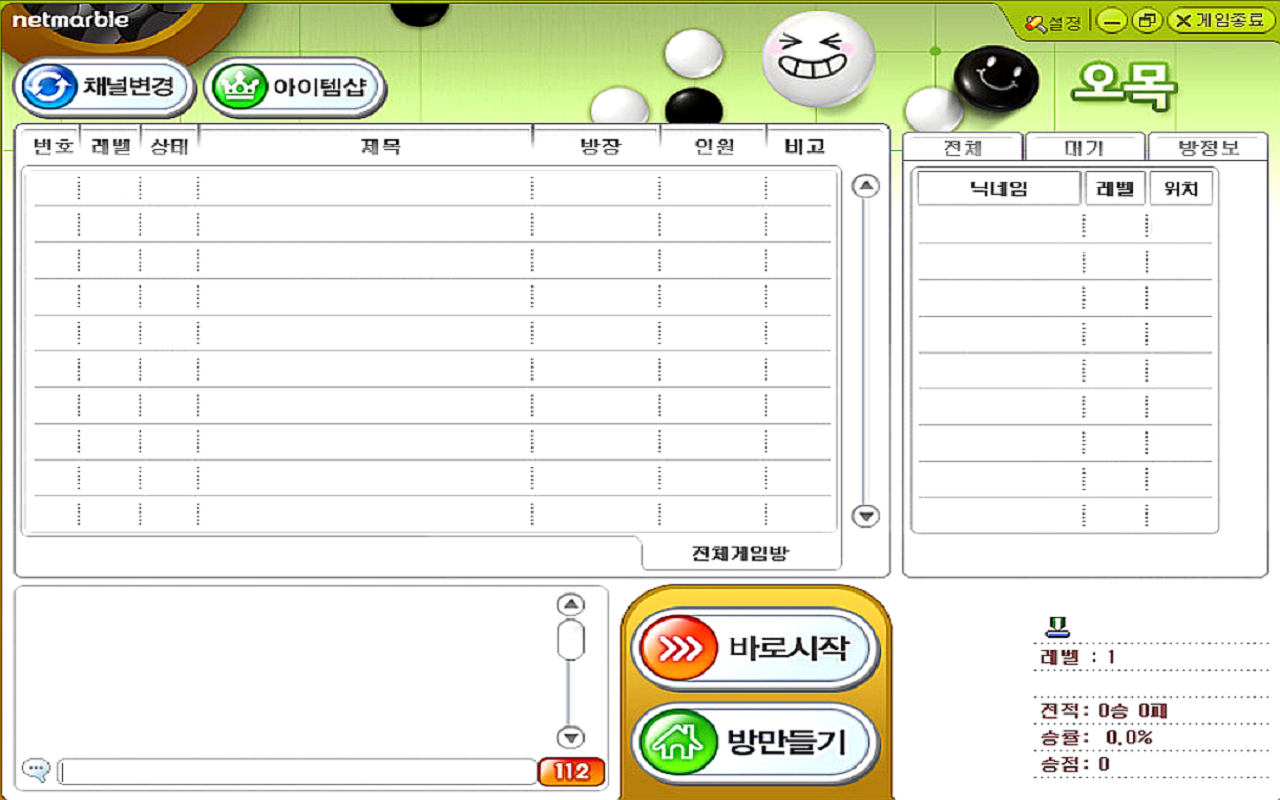 netmarble
설정
게임종료
채널변경
아이템샵
오목
번호 레벨 상태 제목 방장 인원 비고
전체 대기 방정보
닉네임 레벨 위치
전체게임방
바로시작
방만들기
112
레벨 : 1
전적: 0승 0패
승률: 0.0%
승점: 0